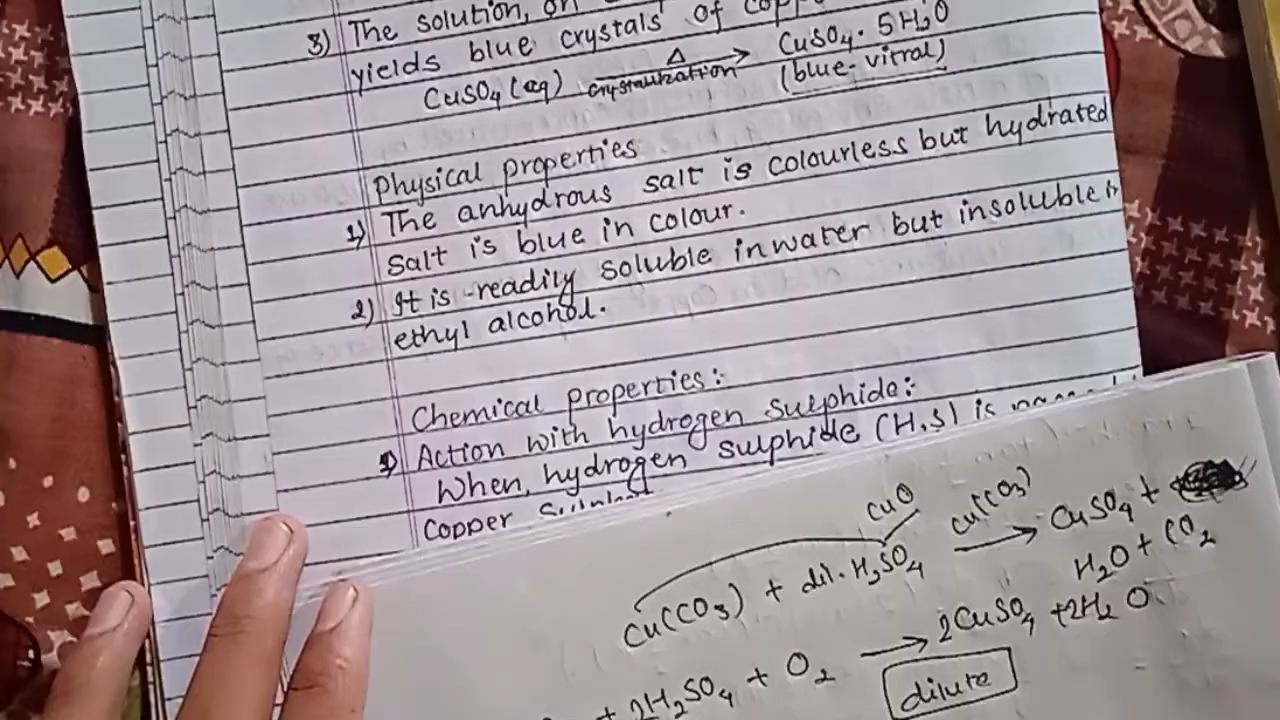 3) The solution, on
yields blue crystals of
CuSO4 (aq) Δ crystallization → CuSO4. 5H2O
(blue-vitral)
Physical properties
1) The anhydrous salt is colourless but hydrated
salt is blue in colour.
2) It is readily soluble in water but insoluble in
ethyl alcohol.
Chemical properties:
1) Action with hydrogen sulphide:
When, hydrogen sulphide (H2S) is
Copper
CuO
Cu(CO3) + dil. H2SO4 Cu(CO3) → CuSO4 +
H2O + CO2
+ 2H2SO4 + O2 → 2CuSO4 + 2H2O
dilute